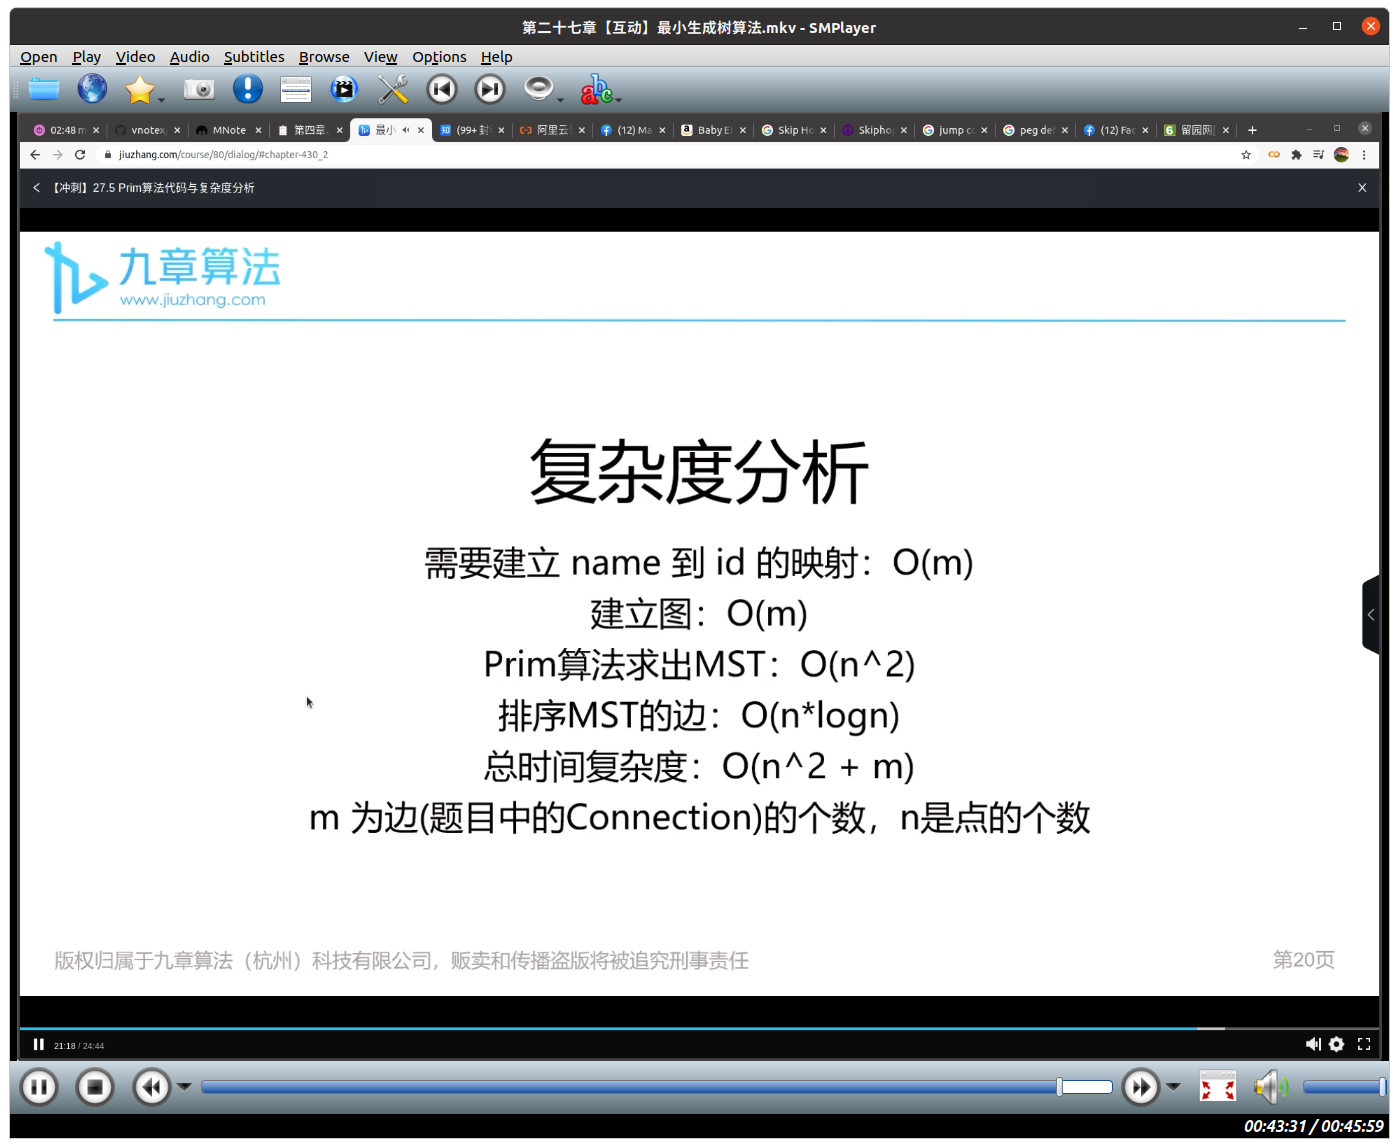 第二十七章【互动】最小生成树算法.mkv - SMPlayer
Open Play Video Audio Subtitles Browse View Options Help
abc
02:48 m vnotex, MNote 第四章、 最小 (99+ 封 阿里云 (12) Ma Baby Ei Skip Ho Skipho jump co peg del (12) Fac 留园网
jiuzhang.com/course/80/dialog/#chapter-430_2
【冲刺】27.5 Prim算法代码与复杂度分析
九章算法
www.jiuzhang.com
复杂度分析
需要建立 name 到 id 的映射：O(m)
建立图：O(m)
Prim算法求出MST：O(n^2)
排序MST的边：O(n*logn)
总时间复杂度：O(n^2 + m)
m 为边(题目中的Connection)的个数，n是点的个数
版权归属于九章算法（杭州）科技有限公司，贩卖和传播盗版将被追究刑事责任
第20页
21:18 / 24:44
00:43:31 / 00:45:59